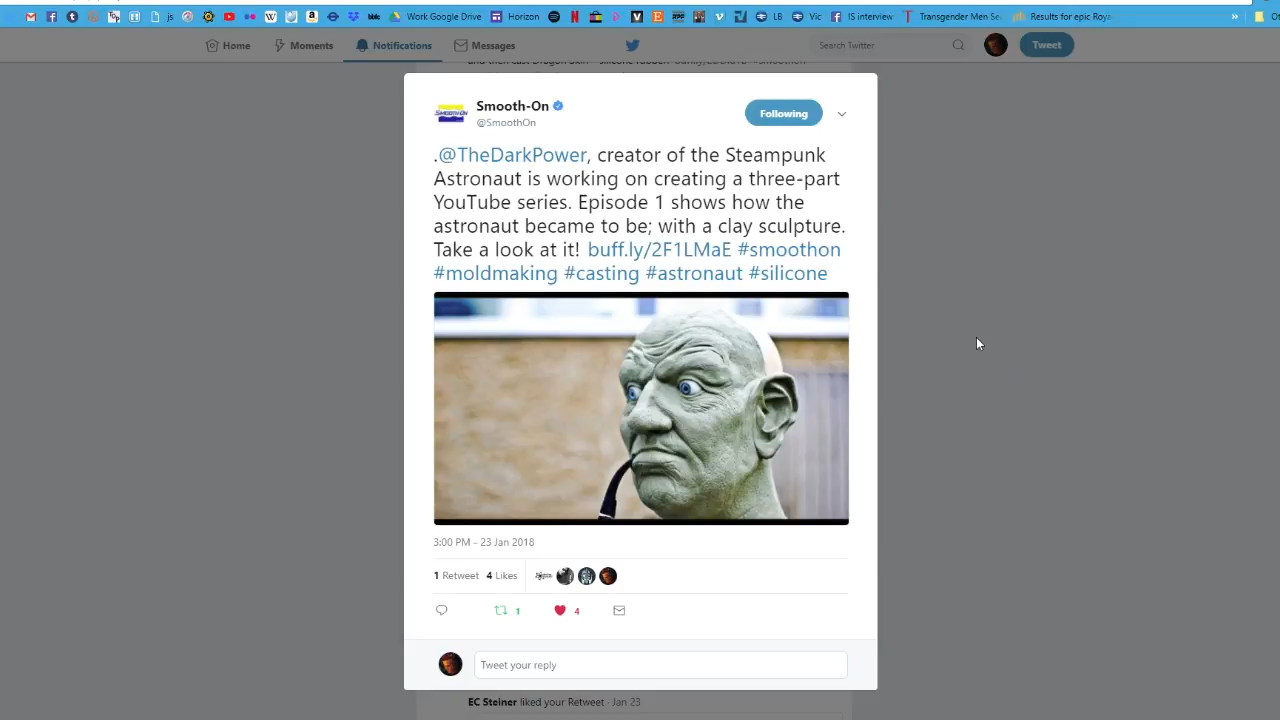 Work Google Drive
Horizon
LB
Vic
IS interview
Transgender Men Se
Results for epic Roya
»
Home
Moments
Notifications
Messages
Search Twitter
Tweet
Smooth-On
Following
@SmoothOn
.@TheDarkPower, creator of the Steampunk
Astronaut is working on creating a three-part
YouTube series. Episode 1 shows how the
astronaut became to be; with a clay sculpture.
Take a look at it! buff.ly/2F1LMaE #smoothon
#moldmaking #casting #astronaut #silicone
3:00 PM - 23 Jan 2018
1 Retweet 4 Likes
1
4
Tweet your reply
EC Steiner liked your Retweet · Jan 23